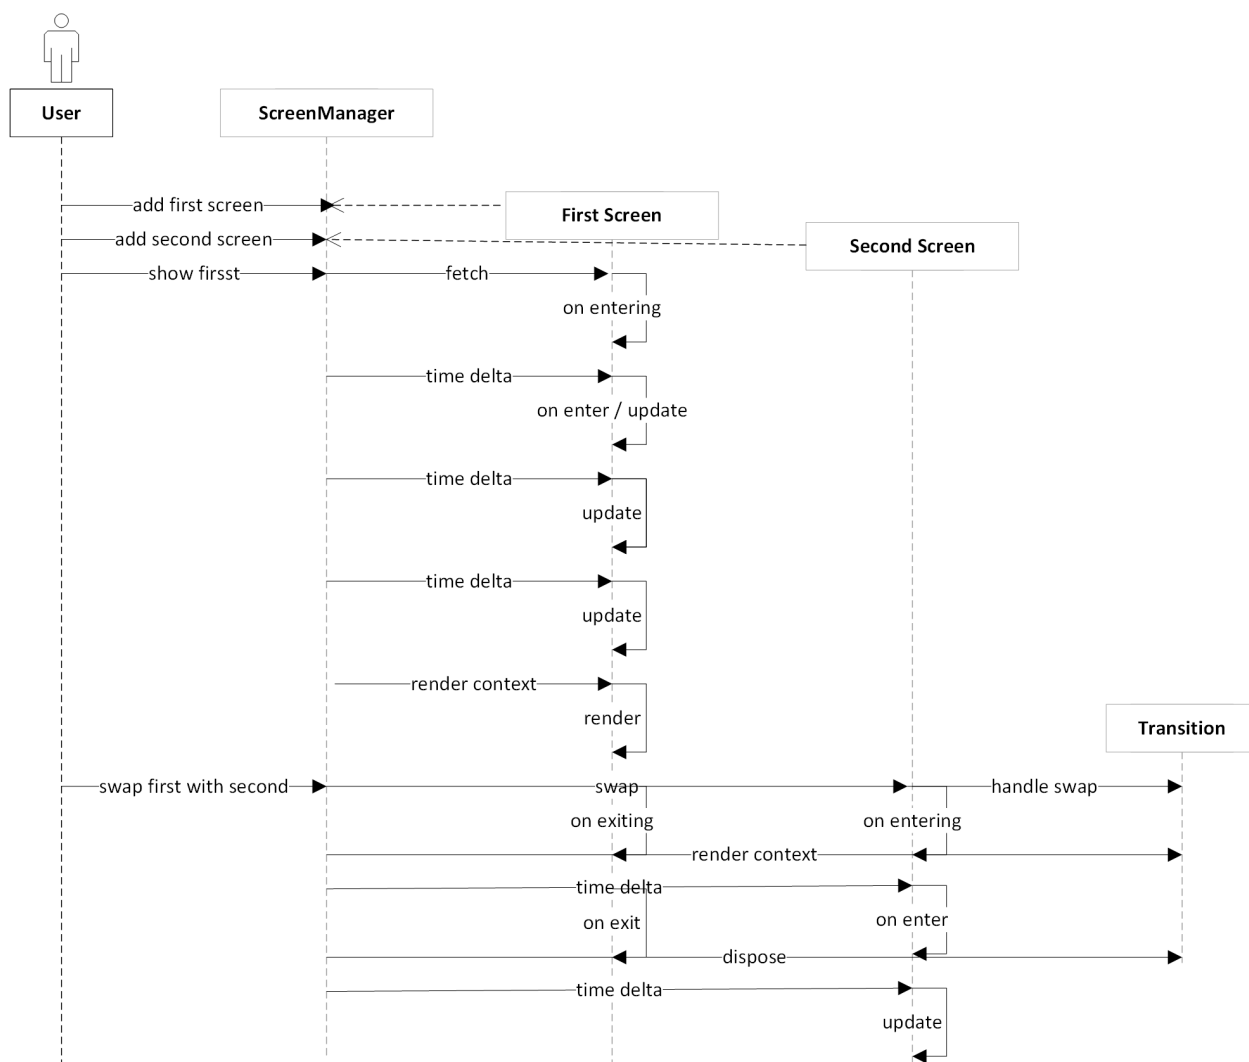 User
ScreenManager
add first screen
First Screen
add second screen
Second Screen
show firsst
fetch
on entering
time delta
on enter / update
time delta
update
time delta
update
render context
render
Transition
swap first with second
swap
handle swap
on exiting
on entering
render context
time delta
on exit
on enter
dispose
time delta
update